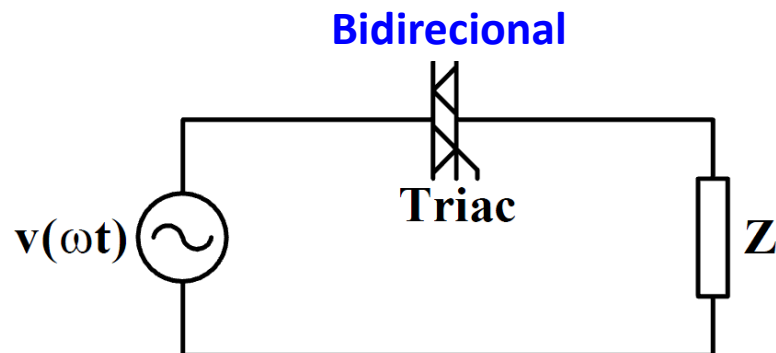 Bidirecional
Triac
v(ωt)
Z